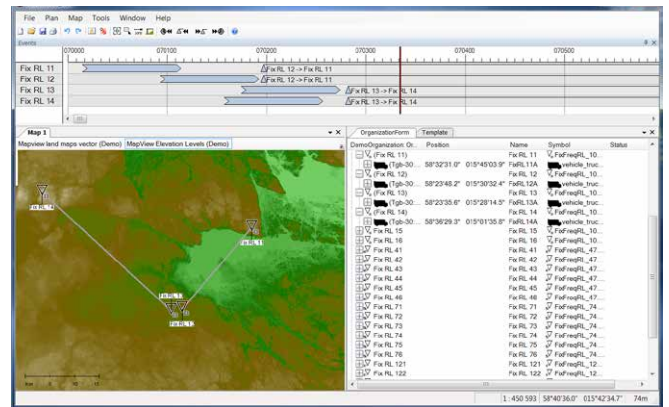 File Plan Map Tools Window Help
Events
070000 070100 070200 070300 070400 070500
Fix RL 11 Fix RL 12 -> Fix RL 11
Fix RL 12 Fix RL 12 -> Fix RL 11
Fix RL 13 Fix RL 13 -> Fix RL 14
Fix RL 14 Fix RL 13 -> Fix RL 14
Map 1
Mapview land maps vector (Demo) MapView Elevation Levels (Demo)
Fix RL 14
Fix RL 11
Fix RL 12
Fix RL 13
OrganizationForm Template
DemoOrganization Or... Position Name Symbol Status
(Fix RL 11) Fix RL 11 FixFreqRL_10...
(Tgb-30... 58°32'31.0" 015°45'03.9" FixRL11A vehicle_truc...
(Fix RL 12) Fix RL 12 FixFreqRL_10...
(Tgb-30... 58°23'48.2" 015°30'32.4" FixRL12A vehicle_truc...
(Fix RL 13) Fix RL 13 FixFreqRL_10...
(Tgb-30... 58°23'35.6" 015°28'14.5" FixRL13A vehicle_truc...
(Fix RL 14) Fix RL 14 FixFreqRL_10...
(Tgb-30... 58°36'29.3" 015°01'35.8" FixRL14A vehicle_truc...
Fix RL 15 Fix RL 15 FixFreqRL_10...
Fix RL 16 Fix RL 16 FixFreqRL_10...
Fix RL 41 Fix RL 41 FixFreqRL_47...
Fix RL 42 Fix RL 42 FixFreqRL_47...
Fix RL 43 Fix RL 43 FixFreqRL_47...
Fix RL 44 Fix RL 44 FixFreqRL_47...
Fix RL 45 Fix RL 45 FixFreqRL_47...
Fix RL 46 Fix RL 46 FixFreqRL_47...
Fix RL 71 Fix RL 71 FixFreqRL_74...
Fix RL 72 Fix RL 72 FixFreqRL_74...
Fix RL 73 Fix RL 73 FixFreqRL_74...
Fix RL 74 Fix RL 74 FixFreqRL_74...
Fix RL 75 Fix RL 75 FixFreqRL_74...
Fix RL 76 Fix RL 76 FixFreqRL_74...
Fix RL 121 Fix RL 121 FixFreqRL_12...
Fix RL 122 Fix RL 122 FixFreqRL_12...
1 : 450 593 58°40'36.0" 015°42'34.7" 74m